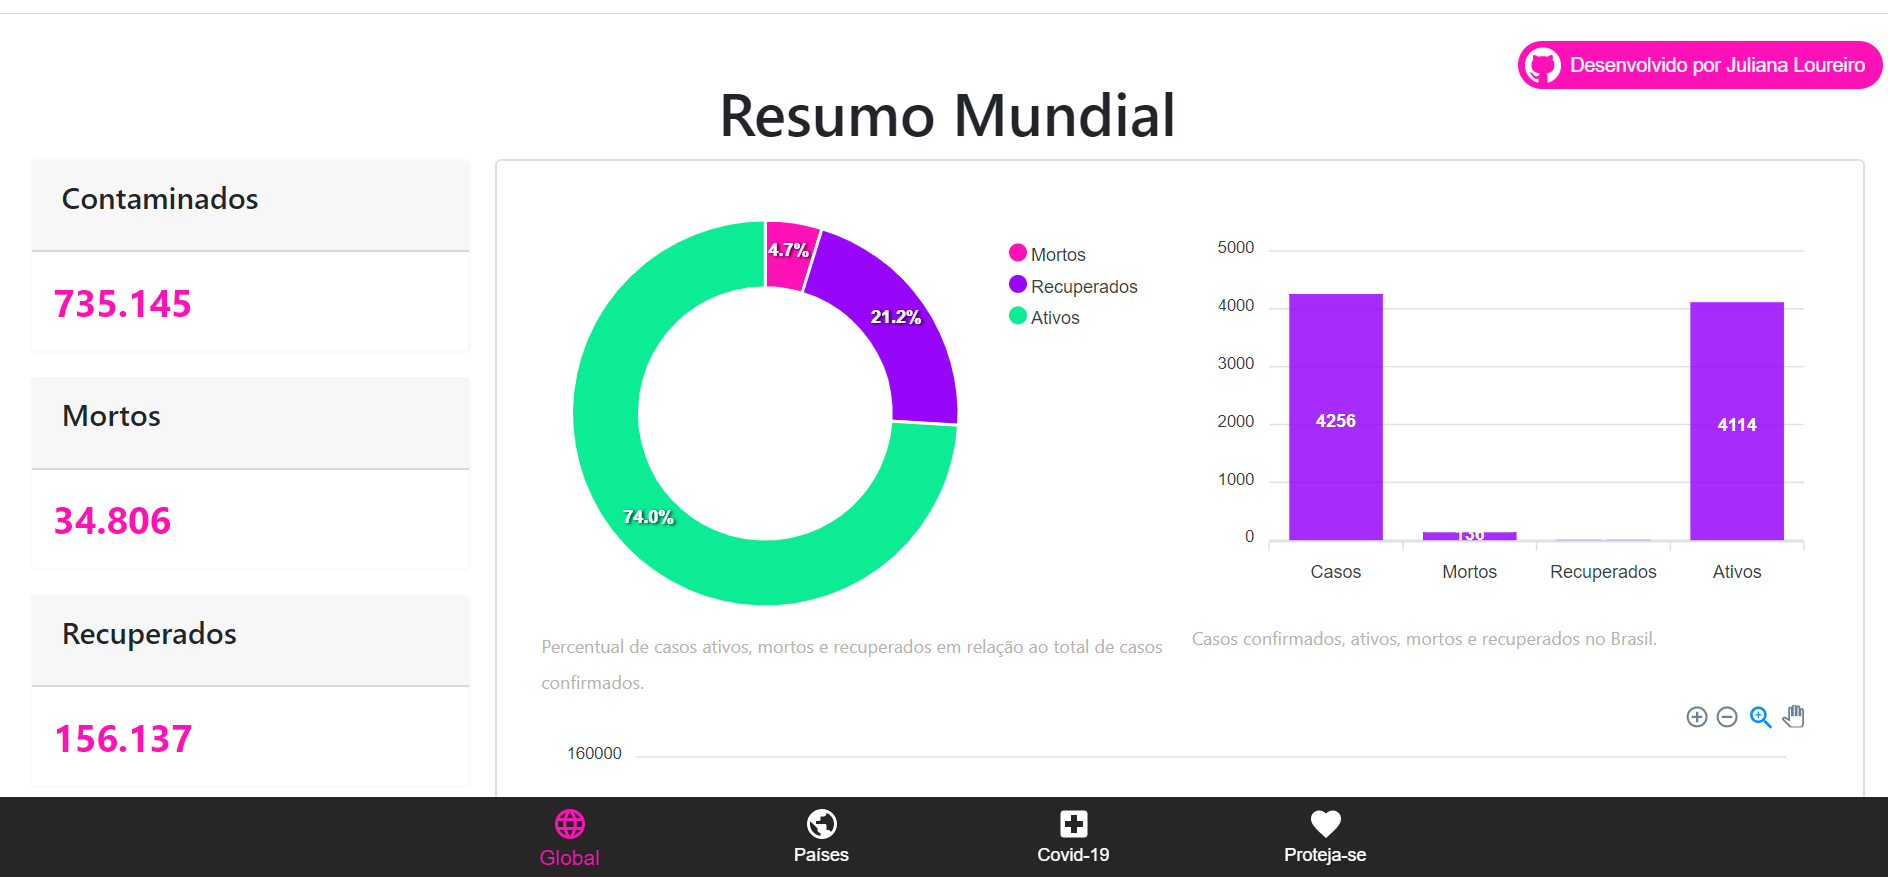 Desenvolvido por Juliana Loureiro
Resumo Mundial
Contaminados
735.145
Mortos
34.806
Recuperados
156.137
4.7%
21.2%
74.0%
Mortos
Recuperados
Ativos
Percentual de casos ativos, mortos e recuperados em relação ao total de casos
confirmados.
5000
4000
3000
2000
1000
0
4256
136
4114
Casos
Mortos
Recuperados
Ativos
Casos confirmados, ativos, mortos e recuperados no Brasil.
160000
Global
Países
Covid-19
Proteja-se